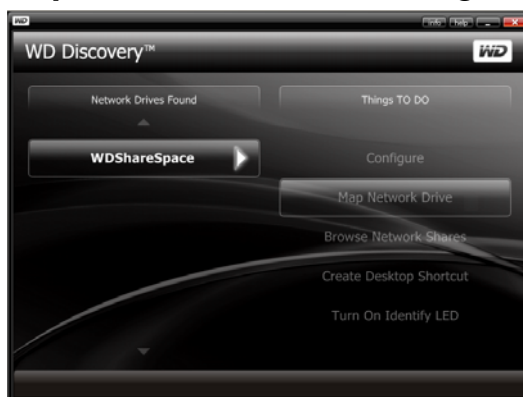 WD
info help
WD Discovery™
WD
Network Drives Found
Things TO DO
WDShareSpace
Configure
Map Network Drive
Browse Network Shares
Create Desktop Shortcut
Turn On Identify LED